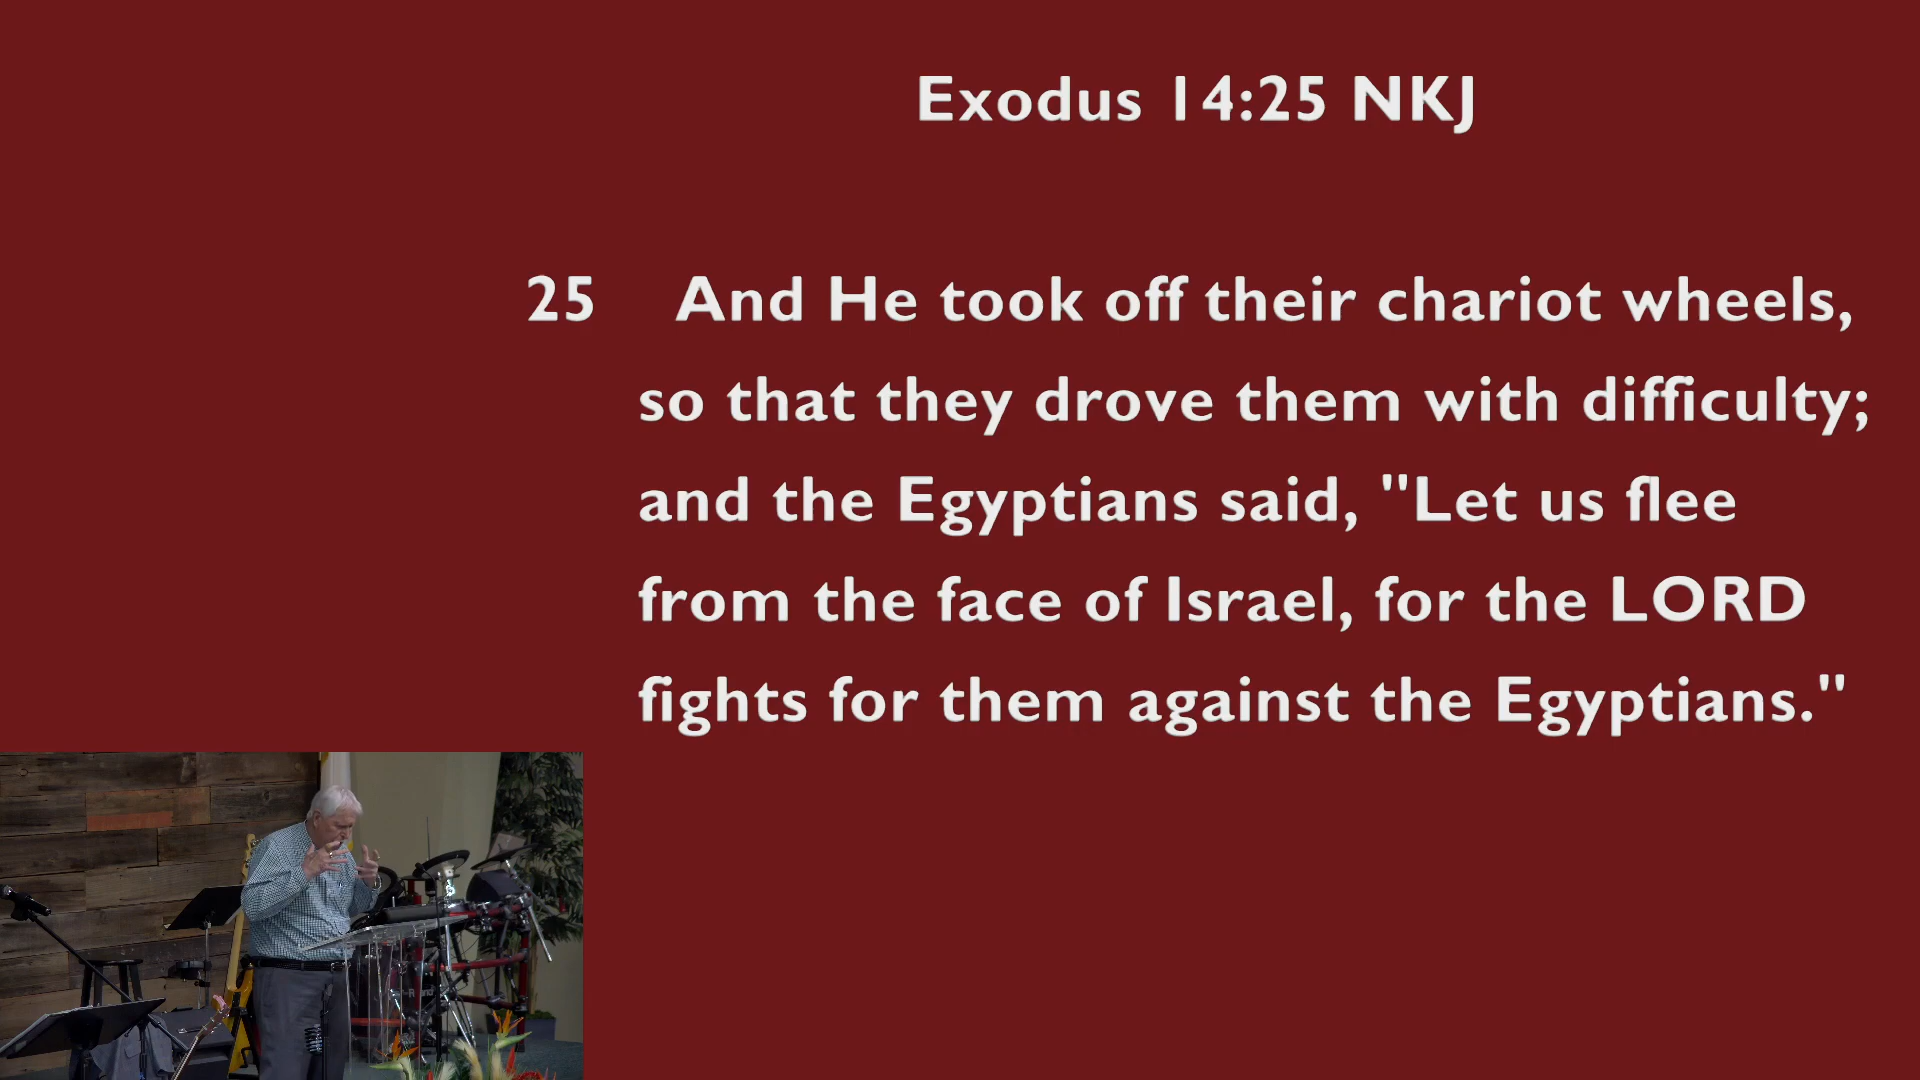 Exodus 14:25 NKJ
25 And He took off their chariot wheels,
so that they drove them with difficulty;
and the Egyptians said, "Let us flee
from the face of Israel, for the LORD
fights for them against the Egyptians."